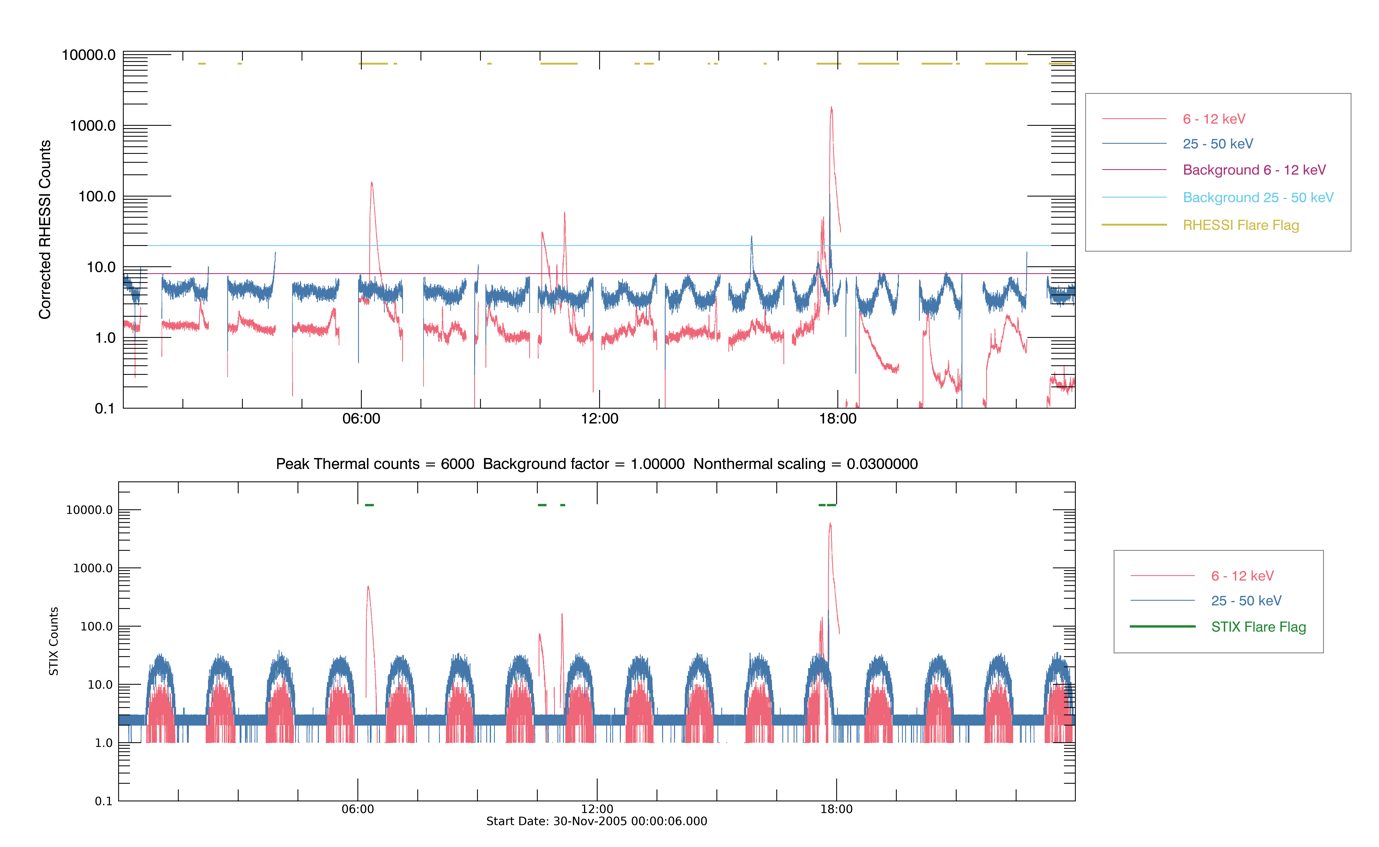 10000.0
1000.0
100.0
10.0
1.0
0.1
Corrected RHESSI Counts
06:00
12:00
18:00
6 - 12 keV
25 - 50 keV
Background 6 - 12 keV
Background 25 - 50 keV
RHESSI Flare Flag
Peak Thermal counts = 6000 Background factor = 1.00000 Nonthermal scaling = 0.0300000
10000.0
1000.0
100.0
10.0
1.0
0.1
STIX Counts
06:00
12:00
18:00
Start Date: 30-Nov-2005 00:00:06.000
6 - 12 keV
25 - 50 keV
STIX Flare Flag